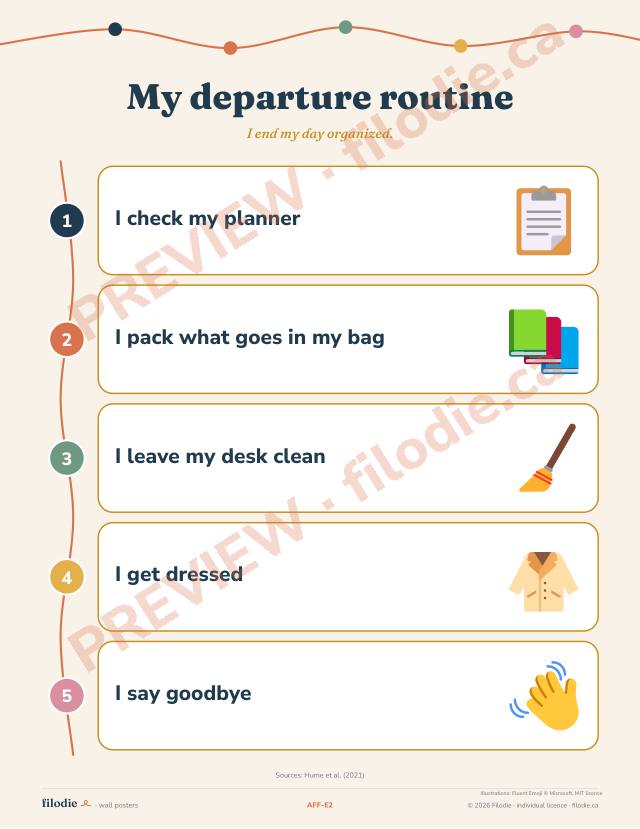 My departure routine
I end my day organized.
1
I check my planner
2
I pack what goes in my bag
3
I leave my desk clean
4
I get dressed
5
I say goodbye
PREVIEW · filodie.ca
PREVIEW · filodie.ca
Sources: Hume et al. (2021)
Illustrations: Fluent Emoji © Microsoft, MIT licence
filodie · wall posters
AFF-E2
© 2026 Filodie · individual licence · filodie.ca